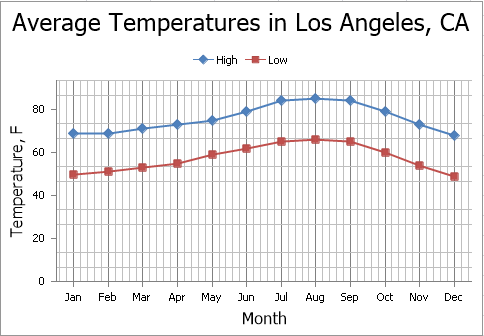 Average Temperatures in Los Angeles, CA
High Low
Temperature, F
80
60
40
20
0
Jan Feb Mar Apr May Jun Jul Aug Sep Oct Nov Dec
Month